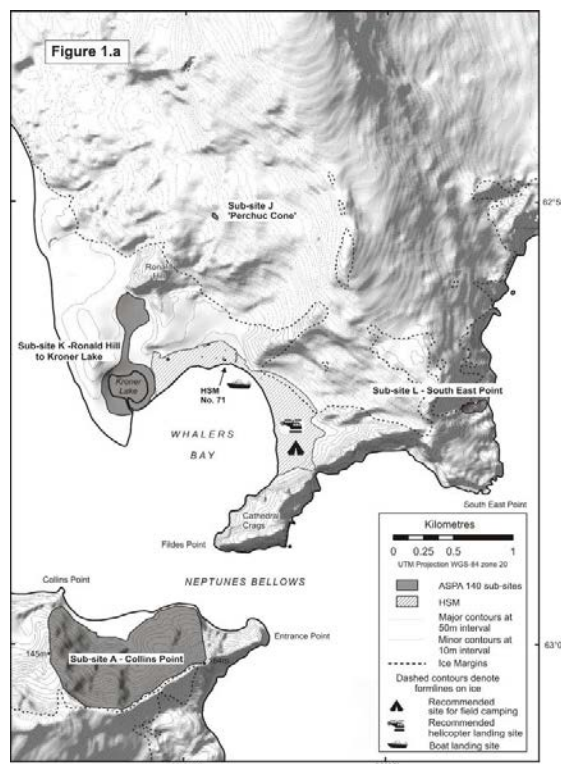 Figure 1.a
Sub-site J
'Perchuc Cone'
62°5
Sub-site K -Ronald Hill
to Kroner Lake
Kroner
Lake
HSM
No. 71
Sub-site L - South East Point
WHALERS
BAY
South East Point
Cathedral
Crags
Fildes Point
NEPTUNES BELLOWS
Collins Point
Entrance Point
145m
Sub-site A - Collins Point
63°0
Kilometres
0 0.25 0.5 1
UTM Projection WGS-84 zone 20
ASPA 140 sub-sites
HSM
Major contours at
50m interval
Minor contours at
10m interval
Ice Margins
Dashed contours denote
formlines on ice
Recommended
site for field camping
Recommended
helicopter landing site
Boat landing site